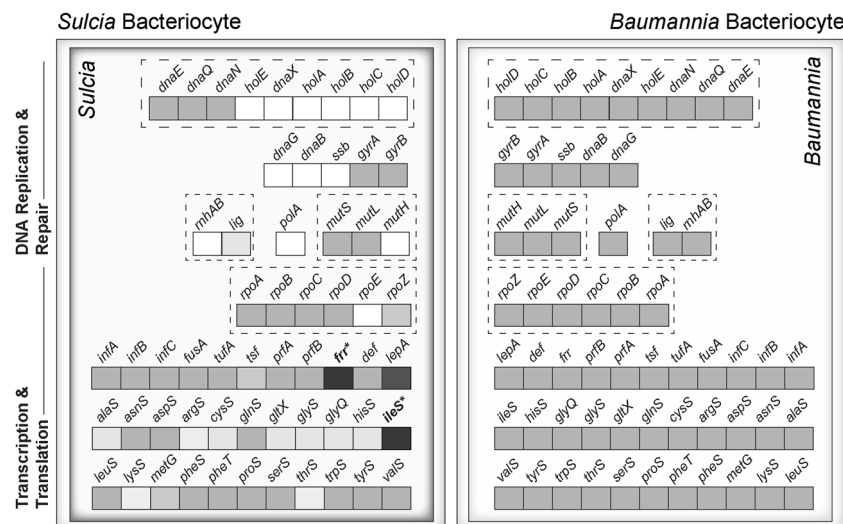 Sulcia Bacteriocyte
Baumannia Bacteriocyte
DNA Replication &
Repair
Transcription &
Translation
Sulcia
dnaE dnaQ dnaN holE dnaX holA holB holC holD
dnaG dnaB ssb gyrA gyrB
rnhAB lig polA mutS mutL mutH
rpoA rpoB rpoC rpoD rpoE rpoZ
infA infB infC fusA tufA tsf prfA prfB frr* def lepA
alaS asnS aspS argS cysS glnS gltX glyS glyQ hisS ileS*
leuS lysS metG pheS pheT proS serS thrS trpS tyrS valS
Baumannia
holD holC holB holA dnaX holE dnaN dnaQ dnaE
gyrB gyrA ssb dnaB dnaG
mutH mutL mutS polA lig rnhAB
rpoZ rpoE rpoD rpoC rpoB rpoA
lepA def frr prfB prfA tsf tufA fusA infC infB infA
ileS hisS glyQ glyS gltX glnS cysS argS aspS asnS alaS
valS tyrS trpS thrS serS proS pheT pheS metG lysS leuS